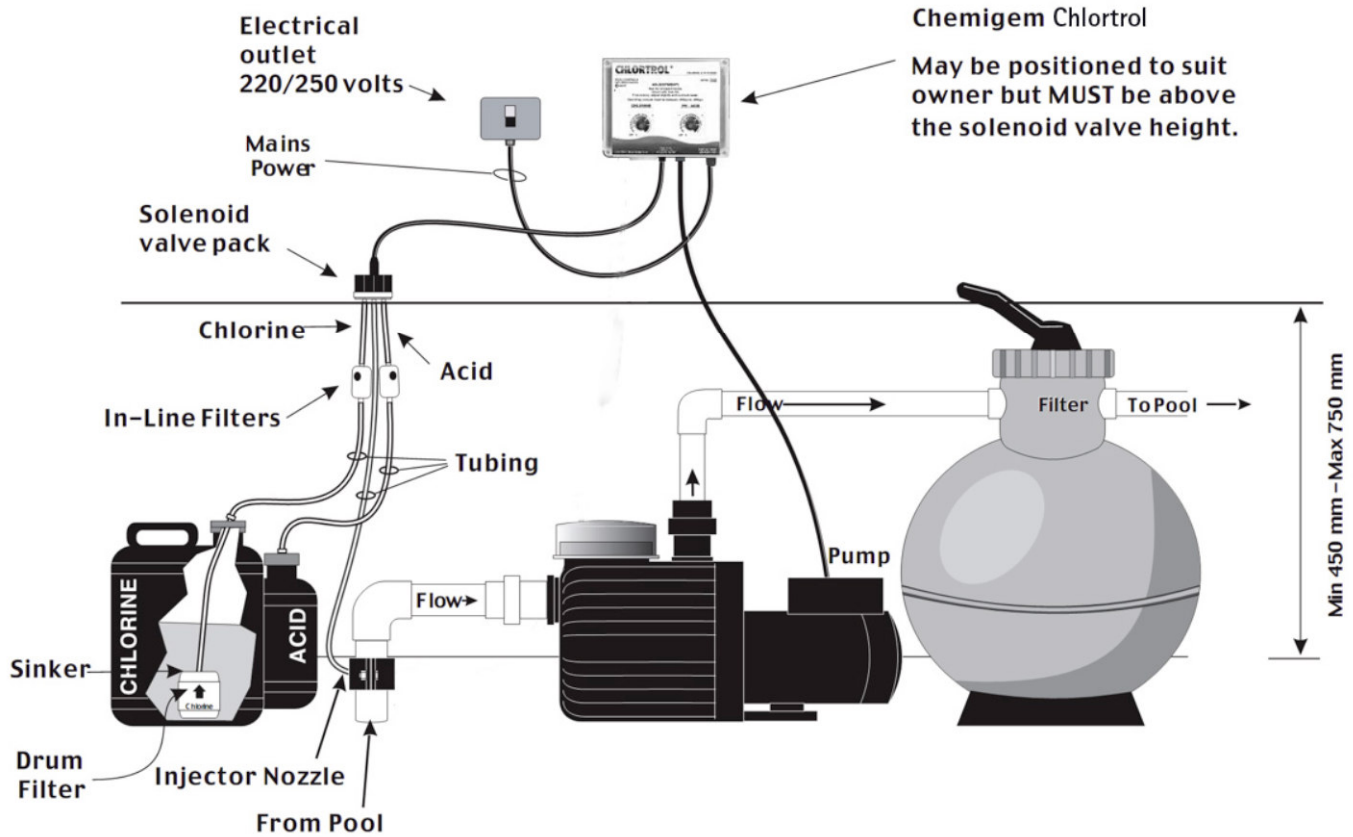 Electrical
outlet
220/250 volts
Chemigem Chlortrol
May be positioned to suit
owner but MUST be above
the solenoid valve height.
CHLORTROL
Mains
Power
Solenoid
valve pack
Chlorine
Acid
In-Line Filters
Tubing
Flow
Filter
To Pool
Min 450 mm -Max 750 mm
Pump
Flow
CHLORINE
ACID
Sinker
Chlorine
Drum
Filter
Injector Nozzle
From Pool